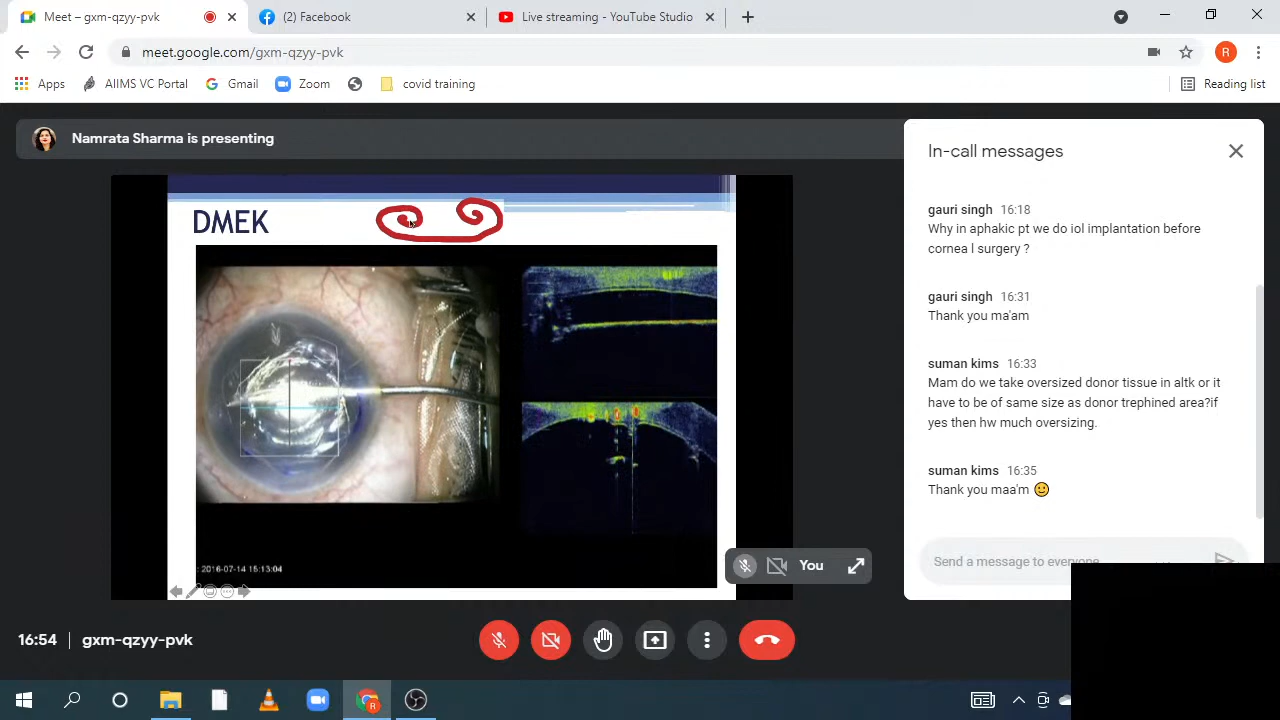 Meet – gxm-qzyy-pvk
(2) Facebook
Live streaming - YouTube Studio
meet.google.com/gxm-qzyy-pvk
R
Apps
AIIMS VC Portal
Gmail
Zoom
covid training
Reading list
Namrata Sharma is presenting
DMEK
: 2016-07-14 15:13:04
You
In-call messages
gauri singh 16:18
Why in aphakic pt we do iol implantation before
cornea l surgery ?
gauri singh 16:31
Thank you ma'am
suman kims 16:33
Mam do we take oversized donor tissue in altk or it
have to be of same size as donor trephined area?if
yes then hw much oversizing.
suman kims 16:35
Thank you maa'm
Send a message to everyone
16:54 | gxm-qzyy-pvk
R